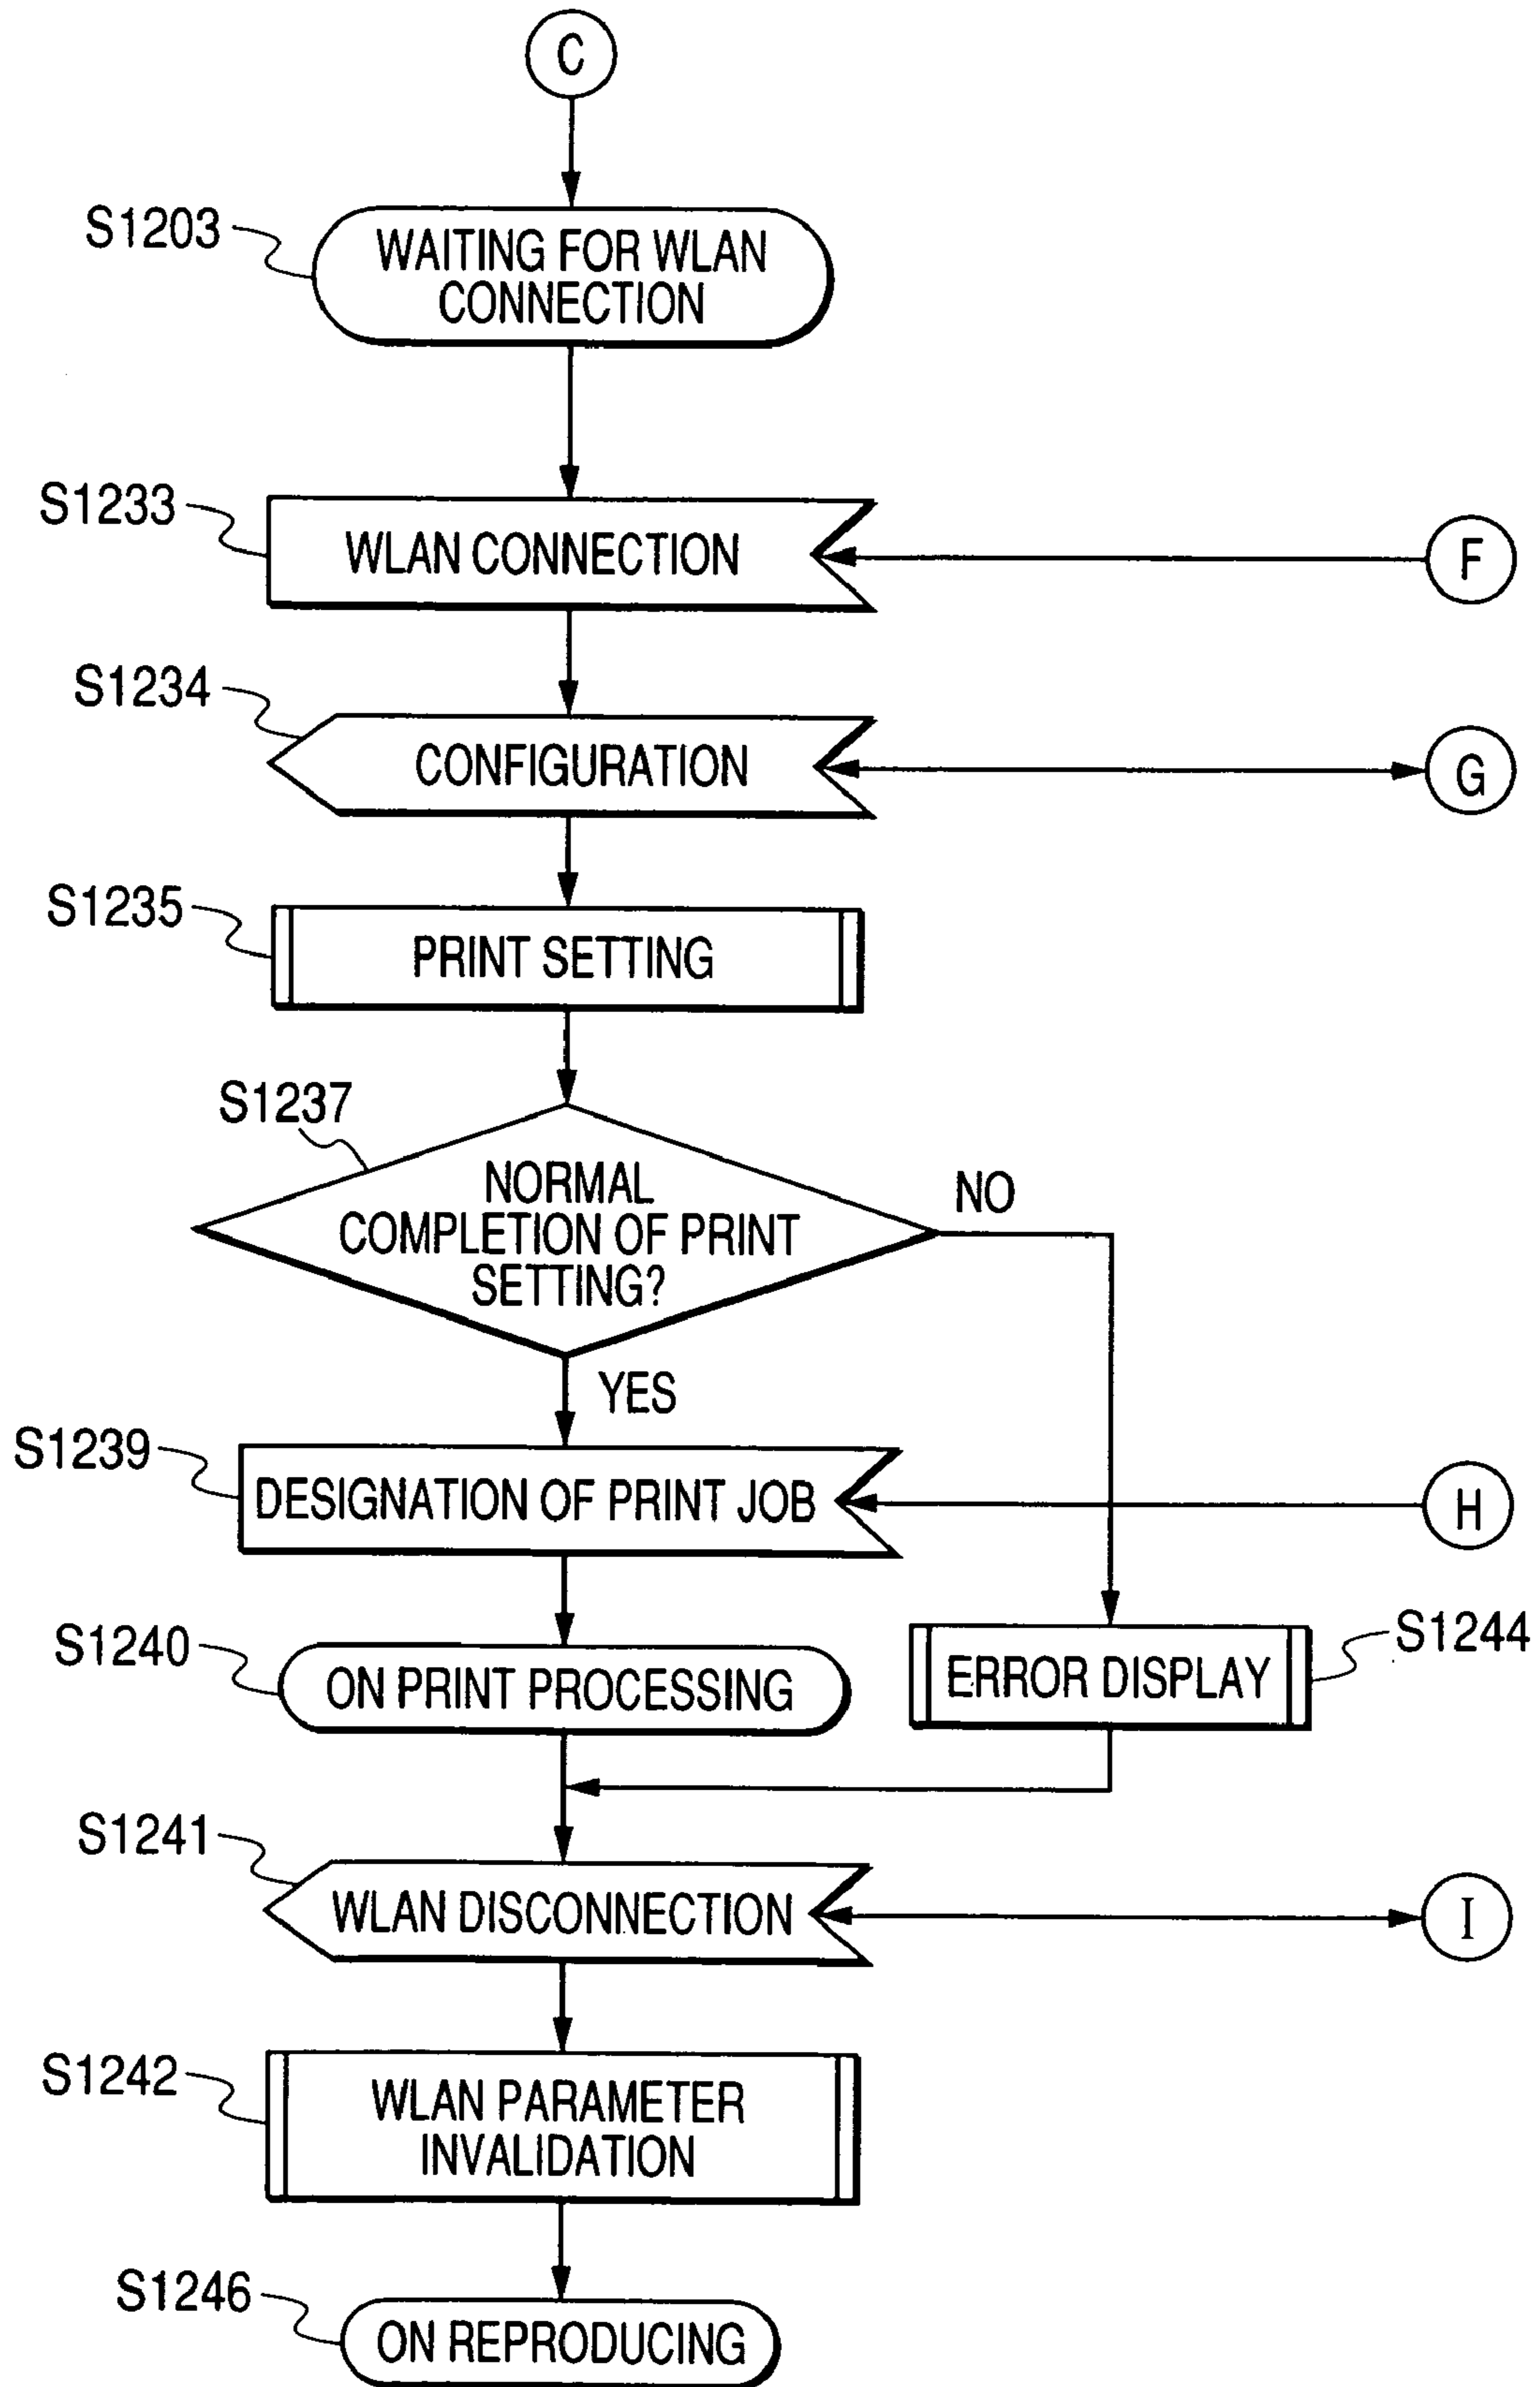 C
S1203
WAITING FOR WLAN
CONNECTION
S1233
WLAN CONNECTION
F
S1234
CONFIGURATION
G
S1235
PRINT SETTING
S1237
NORMAL
COMPLETION OF PRINT
SETTING?
NO
YES
S1239
DESIGNATION OF PRINT JOB
H
S1240
ON PRINT PROCESSING
ERROR DISPLAY
S1244
S1241
WLAN DISCONNECTION
I
S1242
WLAN PARAMETER
INVALIDATION
S1246
ON REPRODUCING